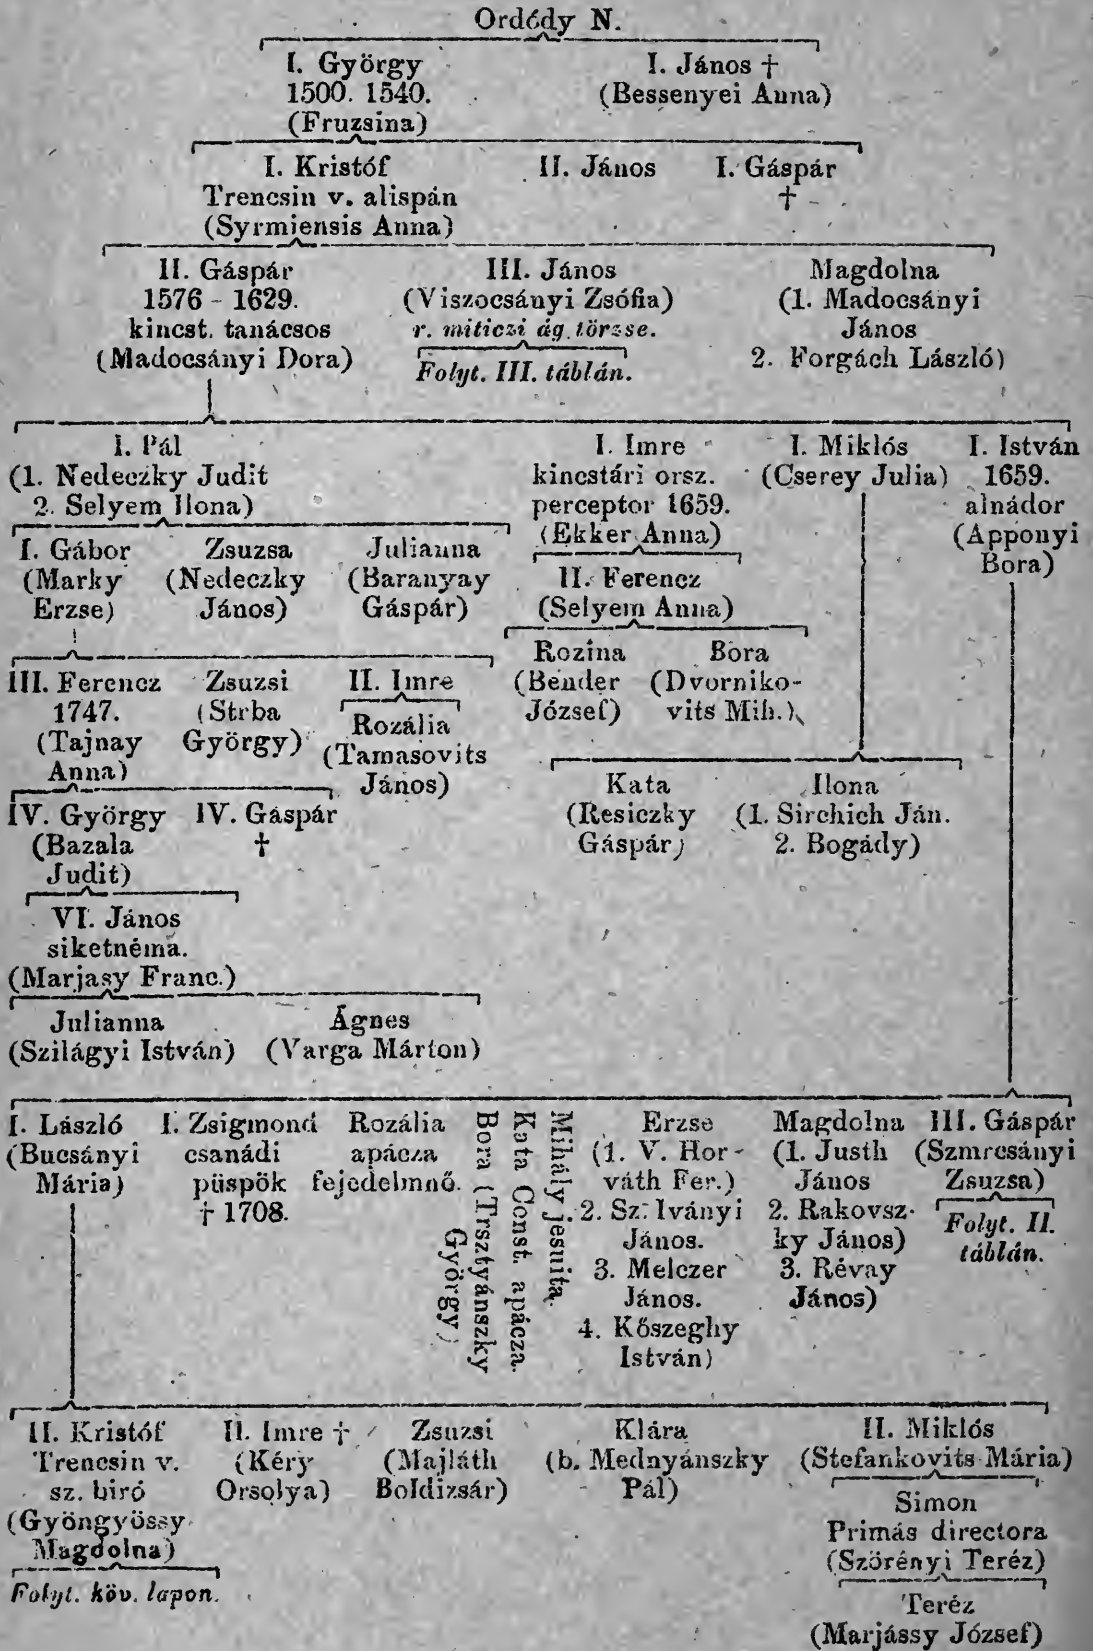 Ordódy N.
I. György
1500. 1540.
(Fruzsina)
I. János †
(Bessenyei Anna)
I. Kristóf
Trencsin v. alispán
(Syrmiensis Anna)
II. János
I. Gáspár
†
II. Gáspár
1576 - 1629.
kincst. tanácsos
(Madocsányi Dora)
III. János
(Viszocsányi Zsófia)
r. miticzi ág törzse.
Folyt. III. táblán.
Magdolna
(1. Madocsányi
János
2. Forgách László)
I. Pál
(1. Nedeczky Judit
2. Selyem Ilona)
I. Imre
kincstári orsz.
perceptor 1659.
(Ekker Anna)
I. Miklós
(Cserey Julia)
I. István
1659.
alnádor
(Apponyi
Bora)
I. Gábor
(Marky
Erzse)
Zsuzsa
(Nedeczky
János)
Julianna
(Baranyay
Gáspár)
II. Ferencz
(Selyem Anna)
Rozina
(Bender
József)
Bora
(Dvorniko-
vits Mih.)
III. Ferencz
1747.
(Tajnay
Anna)
Zsuzsi
(Strba
György)
II. Imre
Rozália
(Tamasovits
János)
Kata
(Resiczky
Gáspár)
Ilona
(1. Sirchich Ján.
2. Bogády)
IV. György
(Bazala
Judit)
IV. Gáspár
†
VI. János
siketnéma.
(Marjasy Franc.)
Julianna
(Szilágyi István)
Ágnes
(Varga Márton)
I. László
(Bucsányi
Mária)
I. Zsigmond
csanádi
püspök
† 1708.
Rozália
apácza
fejedelmnő.
Bora (Trsztyánszky
György)
Kata Const. apácza.
Mihály jesuita.
Erzse
(1. V. Hor-
váth Fer.)
2. Sz. Iványi
János.
3. Melczer
János.
4. Kőszeghy
István)
Magdolna
(1. Justh
János
2. Rakovsz-
ky János)
3. Révay
János)
III. Gáspár
(Szmrcsányi
Zsuzsa)
Folyt. II.
táblán.
II. Kristóf
Trencsin v.
sz. biró
(Gyöngyössy
Magdolna)
Folyt. köv. lapon.
II. Imre †
(Kéry
Orsolya)
Zsuzsi
(Majláth
Boldizsár)
Klára
(b. Mednyánszky
Pál)
II. Miklós
(Stefankovits Mária)
Simon
Primás directora
(Szörényi Teréz)
Teréz
(Marjássy József)